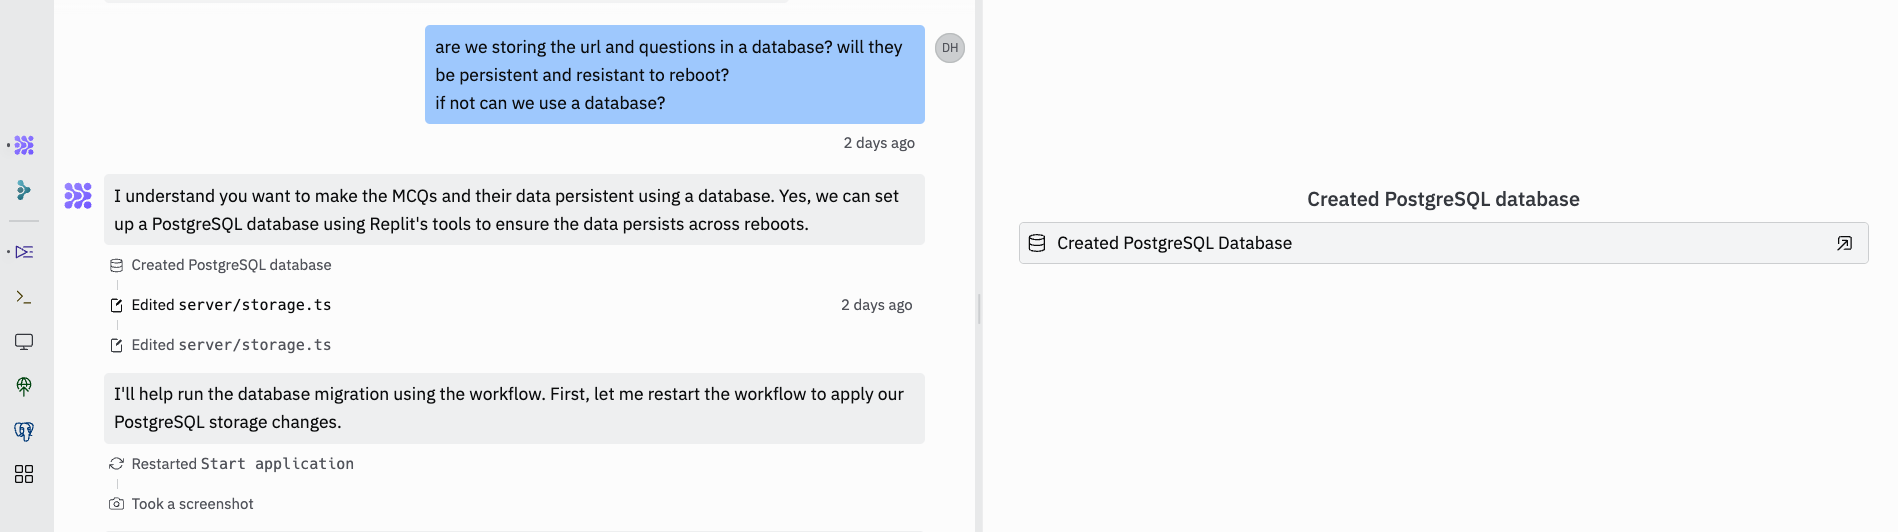 are we storing the url and questions in a database? will they
be persistent and resistant to reboot?
if not can we use a database?
DH
2 days ago
I understand you want to make the MCQs and their data persistent using a database. Yes, we can set
up a PostgreSQL database using Replit's tools to ensure the data persists across reboots.
Created PostgreSQL database
Edited server/storage.ts
2 days ago
Edited server/storage.ts
I'll help run the database migration using the workflow. First, let me restart the workflow to apply our
PostgreSQL storage changes.
Restarted Start application
Took a screenshot
Created PostgreSQL database
Created PostgreSQL Database